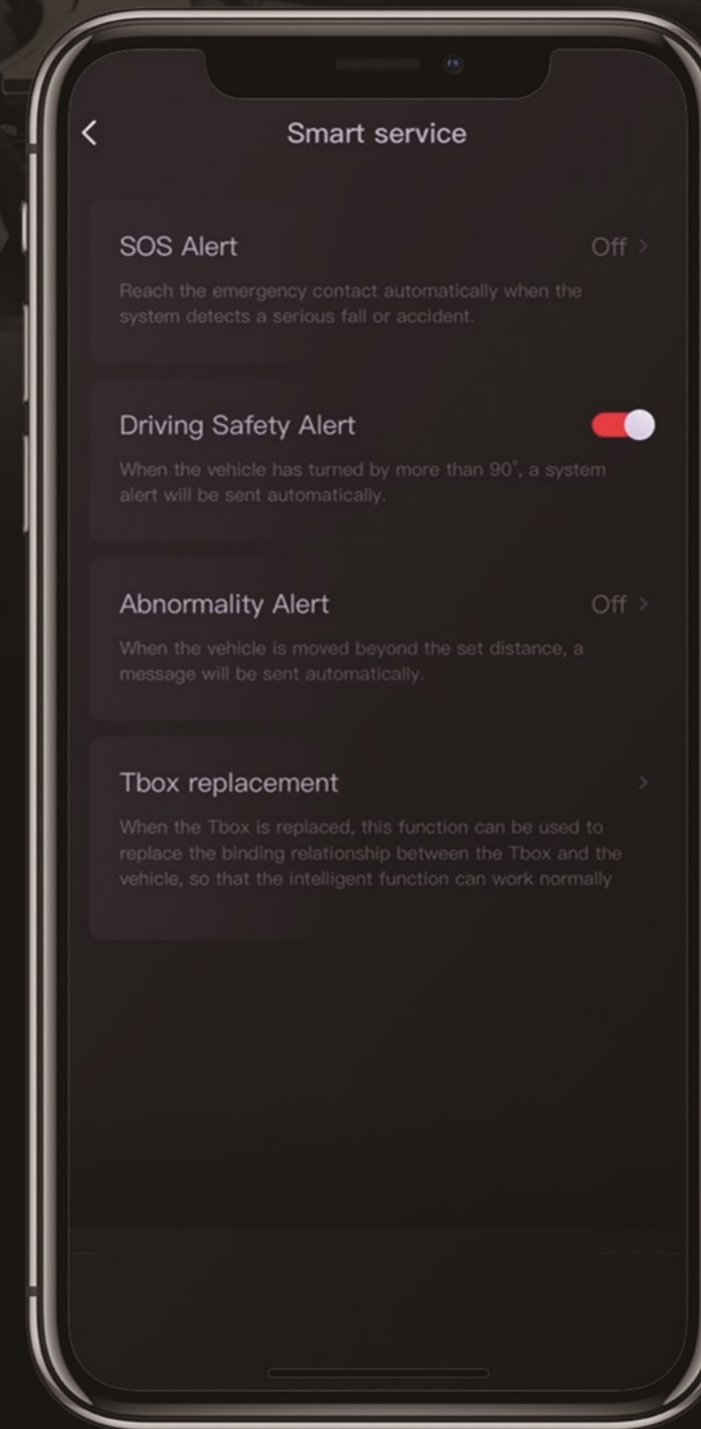 Smart service
SOS Alert
Off
Reach the emergency contact automatically when the
system detects a serious fall or accident.
Driving Safety Alert
When the vehicle has turned by more than 90°, a system
alert will be sent automatically.
Abnormality Alert
Off
When the vehicle is moved beyond the set distance, a
message will be sent automatically.
Tbox replacement
When the Tbox is replaced, this function can be used to
replace the binding relationship between the Tbox and the
vehicle, so that the intelligent function can work normally